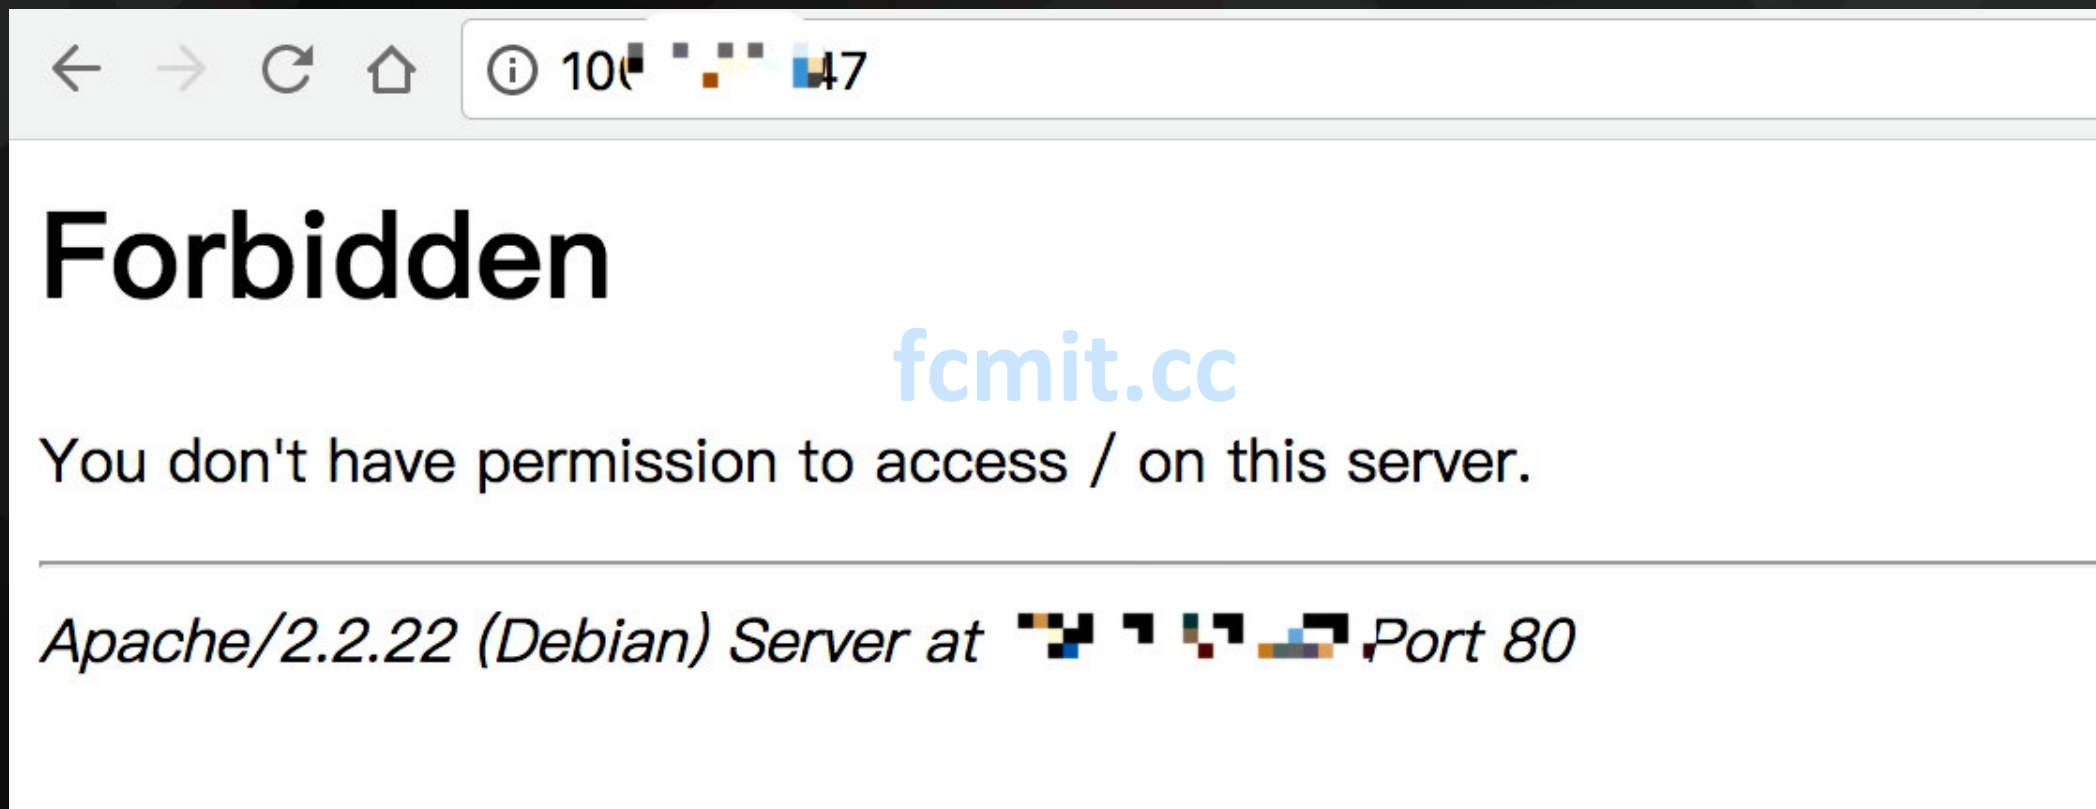 Forbidden
fcmit.cc
You don't have permission to access / on this server.
Apache/2.2.22 (Debian) Server at Port 80